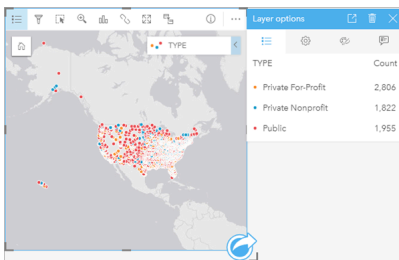 TYPE
Layer options
TYPE Count
Private For-Profit 2,806
Private Nonprofit 1,822
Public 1,955